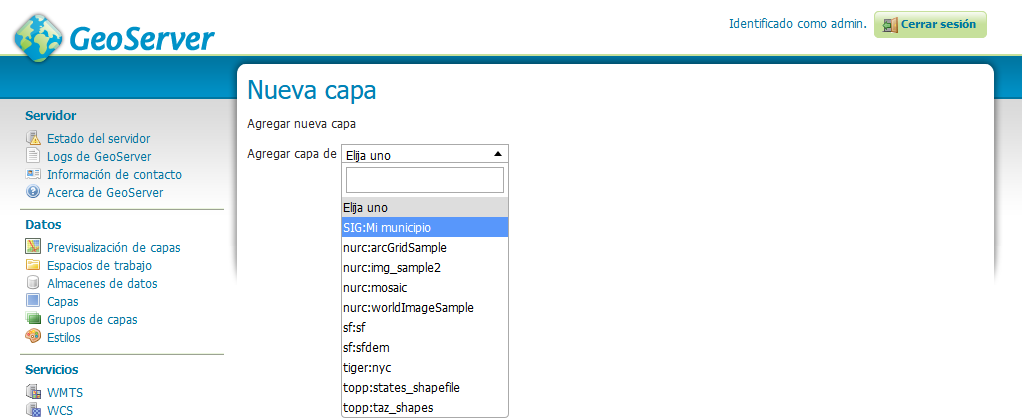 GeoServer
Identificado como admin.
Cerrar sesión
Servidor
Estado del servidor
Logs de GeoServer
Información de contacto
Acerca de GeoServer
Datos
Previsualización de capas
Espacios de trabajo
Almacenes de datos
Capas
Grupos de capas
Estilos
Servicios
WMTS
WCS
Nueva capa
Agregar nueva capa
Agregar capa de
Elija uno
Elija uno
SIG:Mi municipio
nurc:arcGridSample
nurc:img_sample2
nurc:mosaic
nurc:worldImageSample
sf:sf
sf:sfdem
tiger:nyc
topp:states_shapefile
topp:taz_shapes